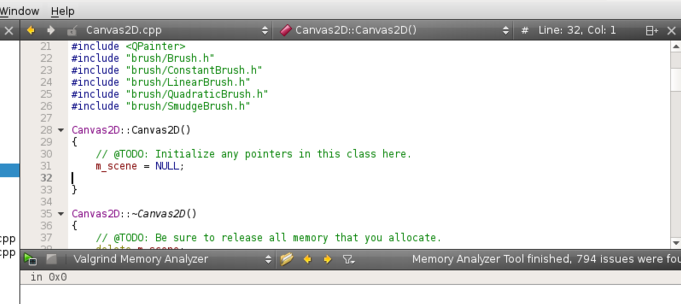 Window Help
Canvas2D.cpp Canvas2D::Canvas2D() # Line: 32, Col: 1
21 #include <QPainter>
22 #include "brush/Brush.h"
23 #include "brush/ConstantBrush.h"
24 #include "brush/LinearBrush.h"
25 #include "brush/QuadraticBrush.h"
26 #include "brush/SmudgeBrush.h"
27
28 Canvas2D::Canvas2D()
29 {
30 // @TODO: Initialize any pointers in this class here.
31 m_scene = NULL;
32
33 }
34
35 Canvas2D::~Canvas2D()
36 {
37 // @TODO: Be sure to release all memory that you allocate.
38 delete m_scene;
cpp
cpp
Valgrind Memory Analyzer Memory Analyzer Tool finished, 794 issues were fou
in 0x0